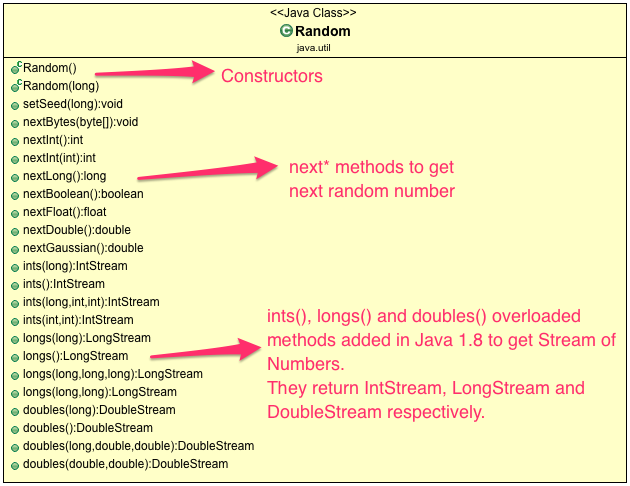 <<Java Class>>
C Random
java.util
c Random()
Constructors
c Random(long)
setSeed(long):void
nextBytes(byte[]):void
nextInt():int
nextInt(int):int
nextLong():long
next* methods to get
next random number
nextBoolean():boolean
nextFloat():float
nextDouble():double
nextGaussian():double
ints(long):IntStream
ints():IntStream
ints(long,int,int):IntStream
ints(int,int):IntStream
longs(long):LongStream
longs():LongStream
longs(long,long,long):LongStream
longs(long,long):LongStream
ints(), longs() and doubles() overloaded
methods added in Java 1.8 to get Stream of
Numbers.
They return IntStream, LongStream and
DoubleStream respectively.
doubles(long):DoubleStream
doubles():DoubleStream
doubles(long,double,double):DoubleStream
doubles(double,double):DoubleStream